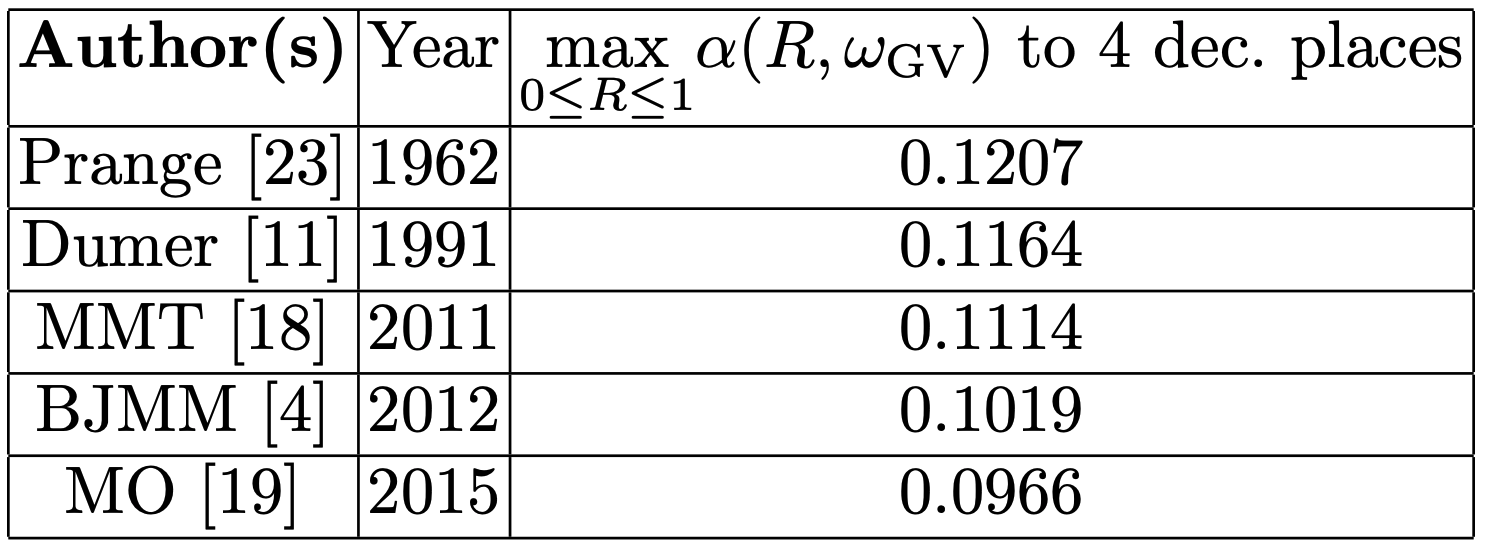 Author(s) Year max α(R, ω_GV) to 4 dec. places
0≤R≤1
Prange [23] 1962 0.1207
Dumer [11] 1991 0.1164
MMT [18] 2011 0.1114
BJMM [4] 2012 0.1019
MO [19] 2015 0.0966